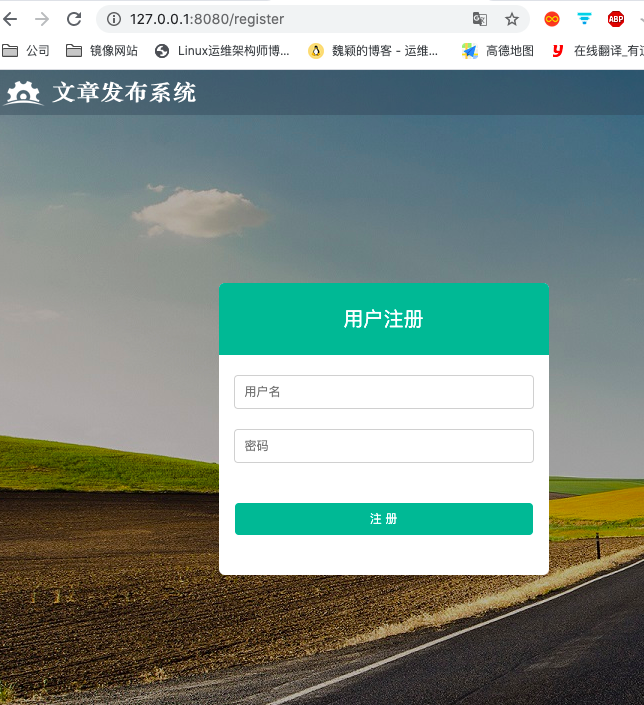 127.0.0.1:8080/register
ABP
公司 镜像网站 Linux运维架构师博... 魏颖的博客 - 运维... 高德地图 y 在线翻译_有道
文章发布系统
用户注册
用户名
密码
注 册